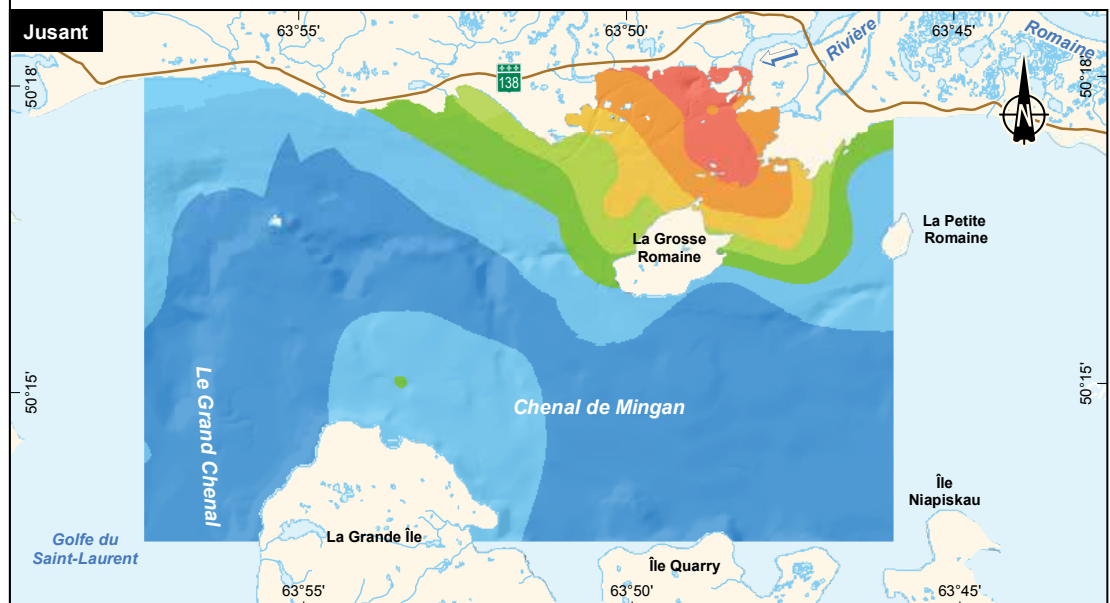 Jusant
63°55'
63°50'
63°45'
Rivière
Romaine
50°18'
50°18'
138
N
La Petite
Romaine
La Grosse
Romaine
50°15'
50°15'
Le Grand Chenal
Chenal de Mingan
Île
Niapiskau
Golfe du
Saint-Laurent
La Grande Île
Île Quarry
63°55'
63°50'
63°45'